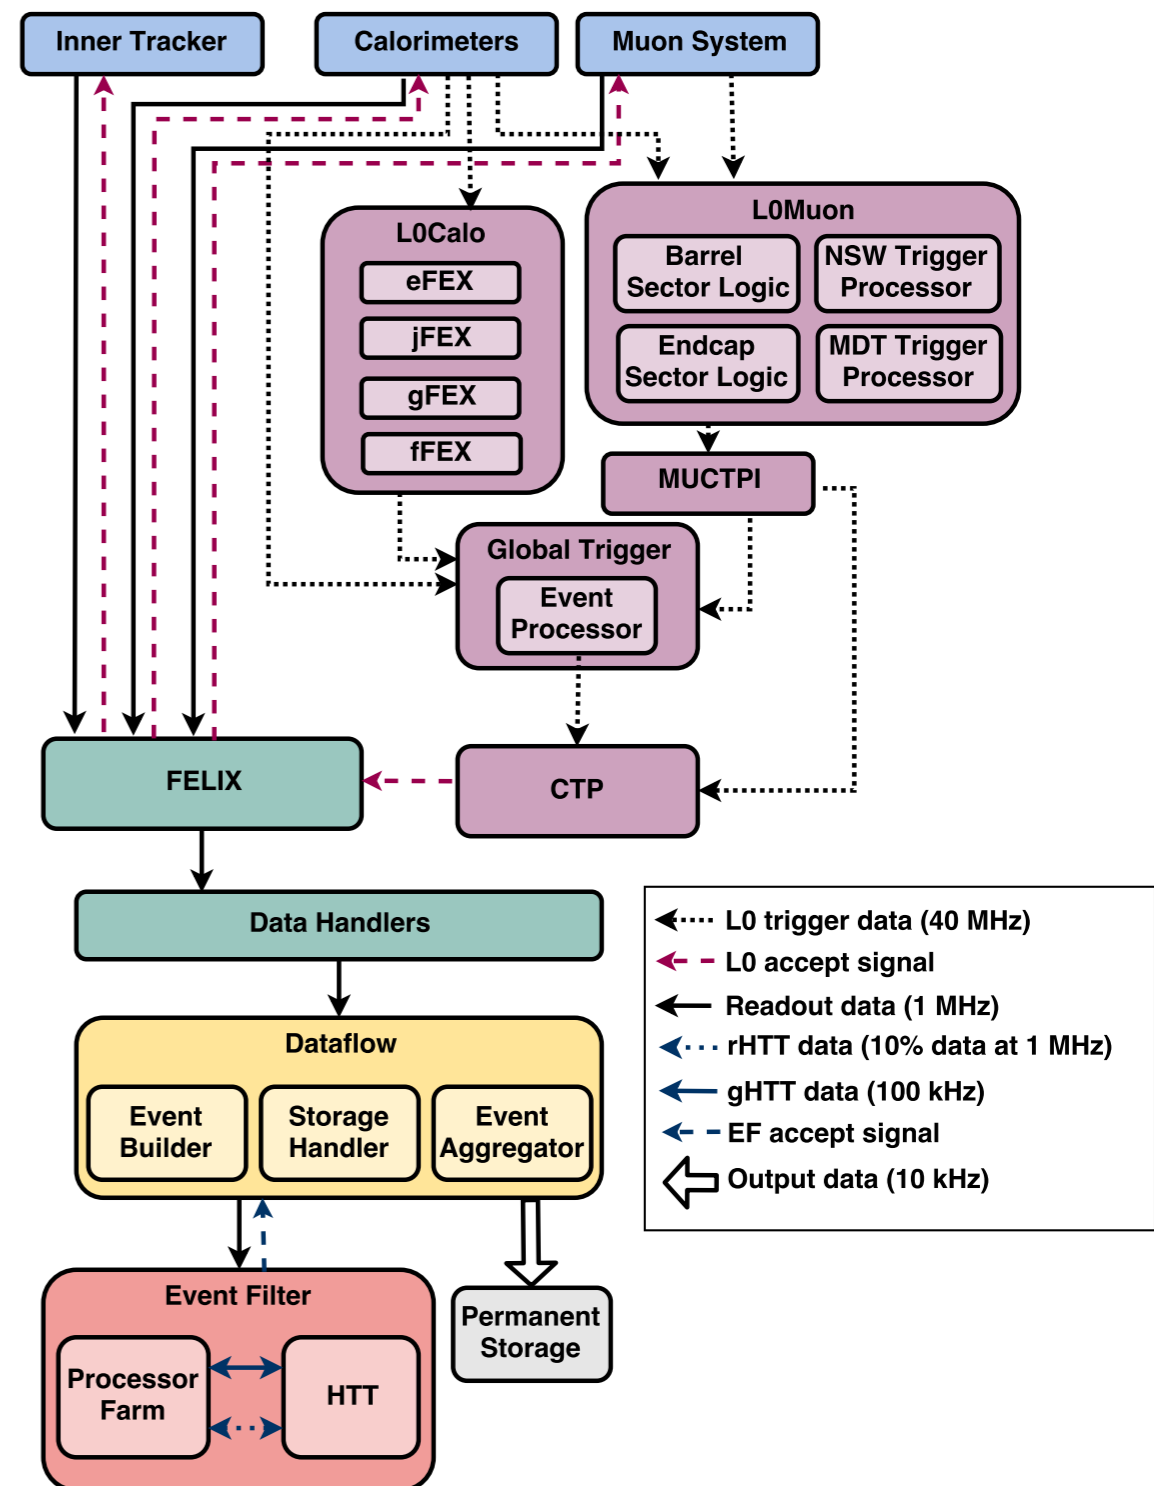 Inner Tracker
Calorimeters
Muon System
L0Calo
eFEX
jFEX
gFEX
fFEX
L0Muon
Barrel
Sector Logic
NSW Trigger
Processor
Endcap
Sector Logic
MDT Trigger
Processor
MUCTPI
Global Trigger
Event
Processor
FELIX
CTP
Data Handlers
Dataflow
Event
Builder
Storage
Handler
Event
Aggregator
Event Filter
Processor
Farm
HTT
Permanent
Storage
L0 trigger data (40 MHz)
L0 accept signal
Readout data (1 MHz)
rHTT data (10% data at 1 MHz)
gHTT data (100 kHz)
EF accept signal
Output data (10 kHz)